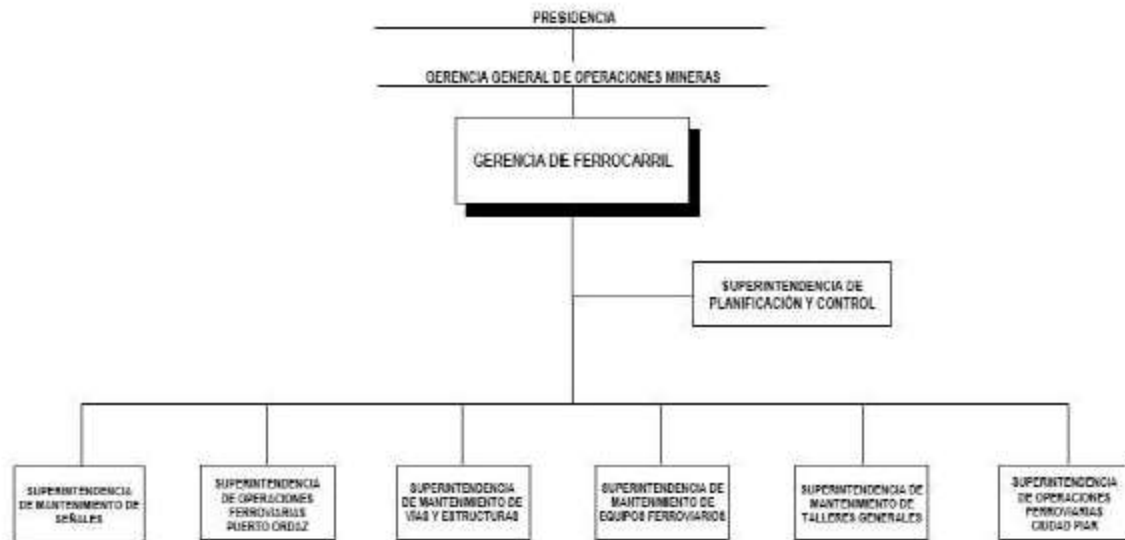 PRESIDENCIA
GERENCIA GENERAL DE OPERACIONES MINERAS
GERENCIA DE FERROCARRIL
SUPERINTENDENCIA DE
PLANIFICACIÓN Y CONTROL
SUPERINTENDENCIA
DE MANTENIMIENTO DE
SEÑALES
SUPERINTENDENCIA
DE OPERACIONES
FERROVIARIAS
PUERTO ORDAZ
SUPERINTENDENCIA
DE MANTENIMIENTO DE
VIAS Y ESTRUCTURAS
SUPERINTENDENCIA DE
MANTENIMIENTO DE
EQUIPOS FERROVIARIOS
SUPERINTENDENCIA DE
MANTENIMIENTO DE
TALLERES GENERALES
SUPERINTENDENCIA
DE OPERACIONES
FERROVIARIAS
CIUDAD PIAR